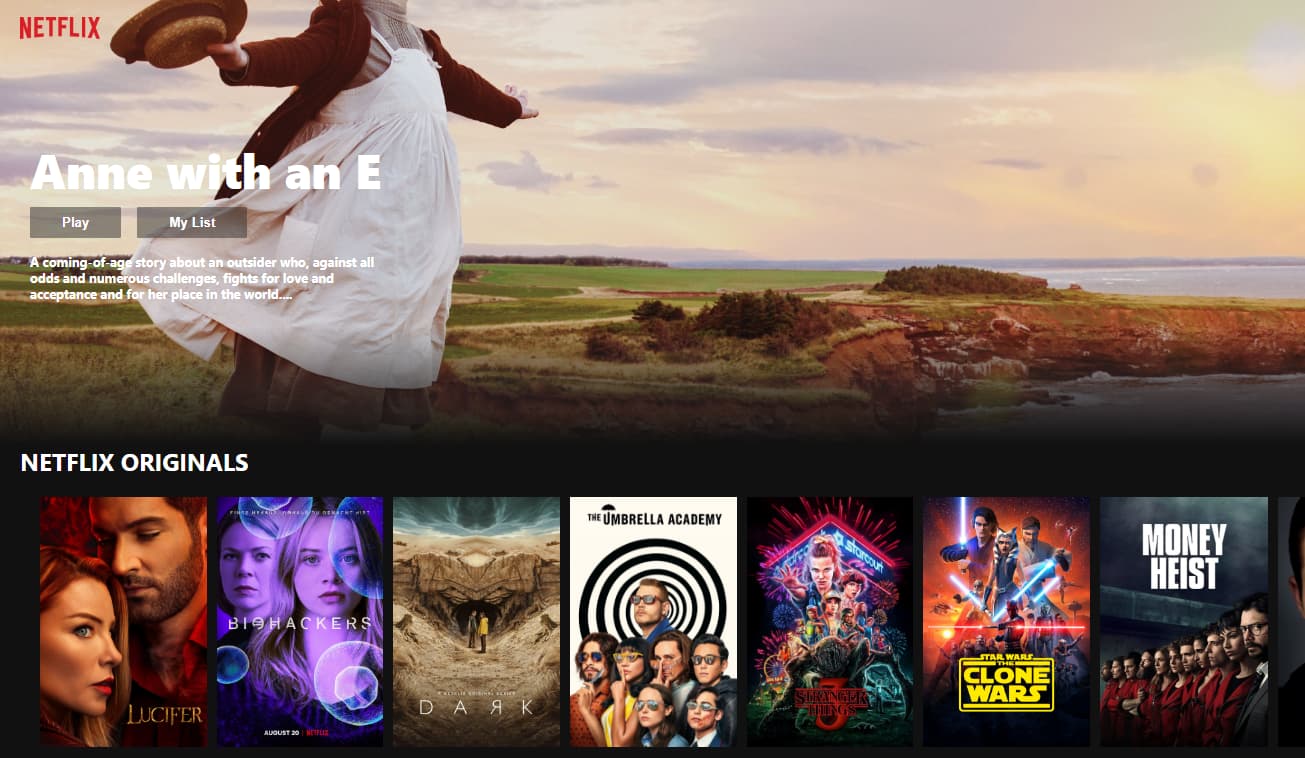 NETFLIX
Anne with an E
Play
My List
A coming-of-age story about an outsider who, against all
odds and numerous challenges, fights for love and
acceptance and for her place in the world....
NETFLIX ORIGINALS
LUCIFER
BIOHACKERS
AUGUST 20 | NETFLIX
A NETFLIX ORIGINAL SERIES
DARK
THE UMBRELLA ACADEMY
starcourt
STRANGER
THINGS
3
STAR WARS
THE
CLONE
WARS
MONEY
HEIST